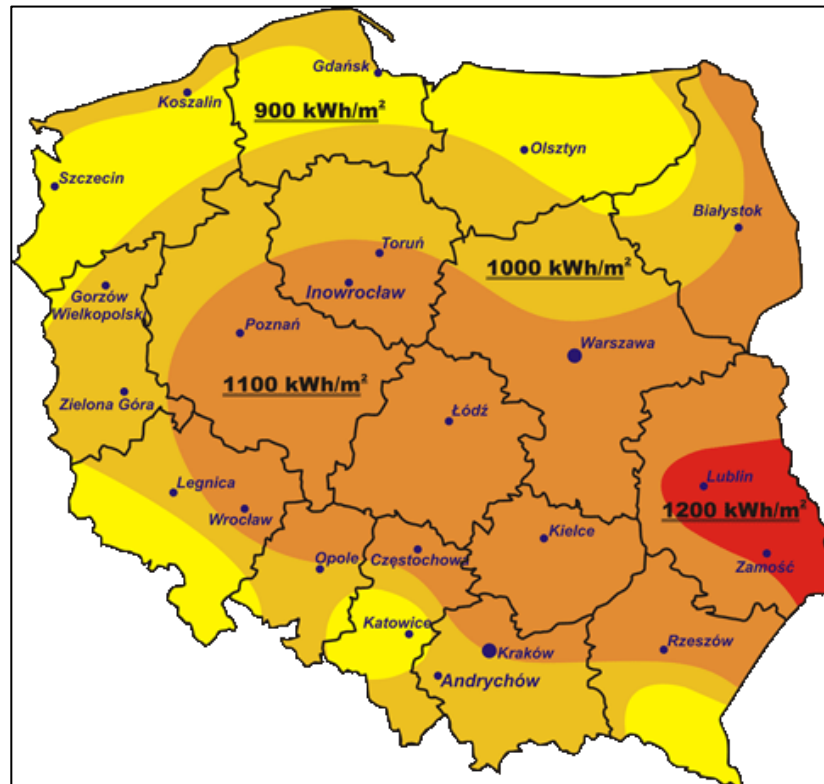 Gdańsk
Koszalin
900 kWh/m²
Olsztyn
Szczecin
Białystok
Toruń
1000 kWh/m²
Gorzów
Wielkopolsk
Inowrocław
Poznań
Warszawa
1100 kWh/m²
Zielona Góra
Łódź
Legnica
Lublin
Wrocław
1200 kWh/m²
Kielce
Opole
Częstochowa
Zamość
Katowice
Kraków
Rzeszów
Andrychów